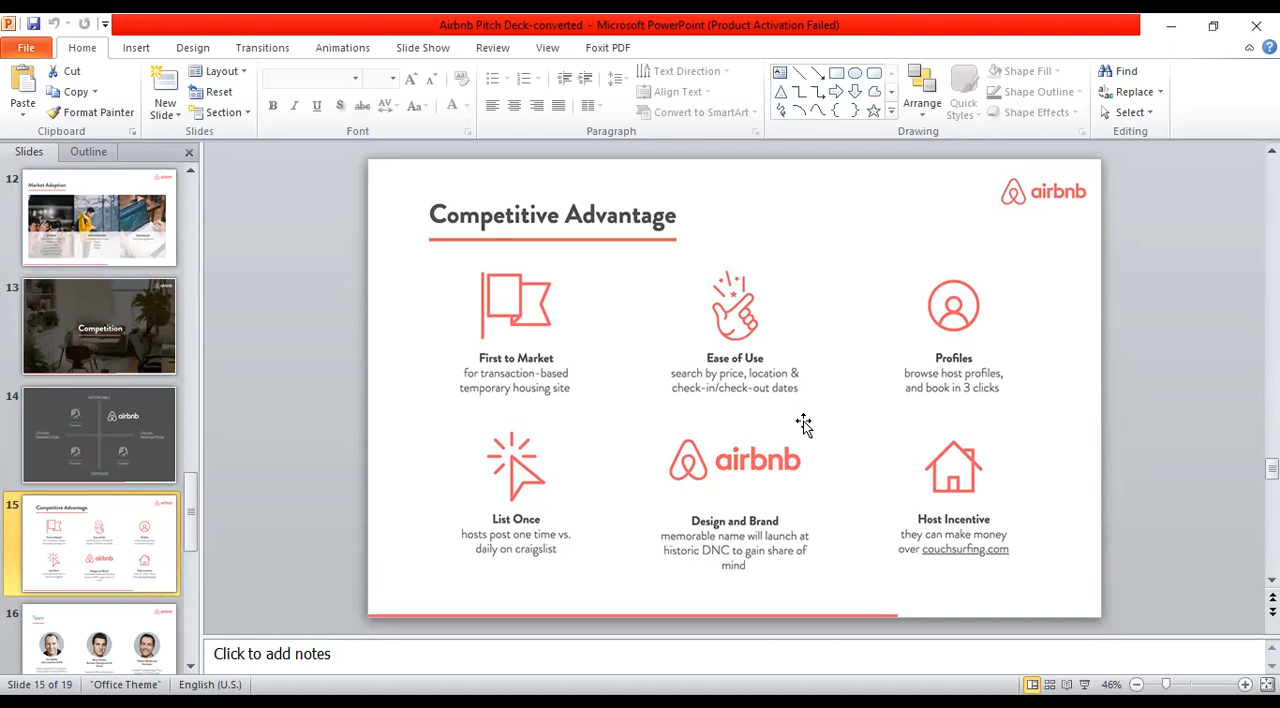 Airbnb Pitch Deck-converted - Microsoft PowerPoint (Product Activation Failed)
File Home Insert Design Transitions Animations Slide Show Review View Foxit PDF
Paste
Cut
Copy
Format Painter
Clipboard
New Slide
Layout
Reset
Section
Slides
B I U S abc AV Aa A
Font
Text Direction
Align Text
Convert to SmartArt
Paragraph
Arrange
Quick Styles
Shape Fill
Shape Outline
Shape Effects
Drawing
Find
Replace
Select
Editing
Slides Outline
12
Market Adoption
airbnb
13
Competition
airbnb
14
airbnb
15
Competitive Advantage
airbnb
16
Team
airbnb
airbnb
Competitive Advantage
First to Market
for transaction-based
temporary housing site
Ease of Use
search by price, location &
check-in/check-out dates
Profiles
browse host profiles,
and book in 3 clicks
List Once
hosts post one time vs.
daily on craigslist
airbnb
Design and Brand
memorable name will launch at
historic DNC to gain share of
mind
Host Incentive
they can make money
over couchsurfing.com
Click to add notes
Slide 15 of 19 "Office Theme" English (U.S.) 46%